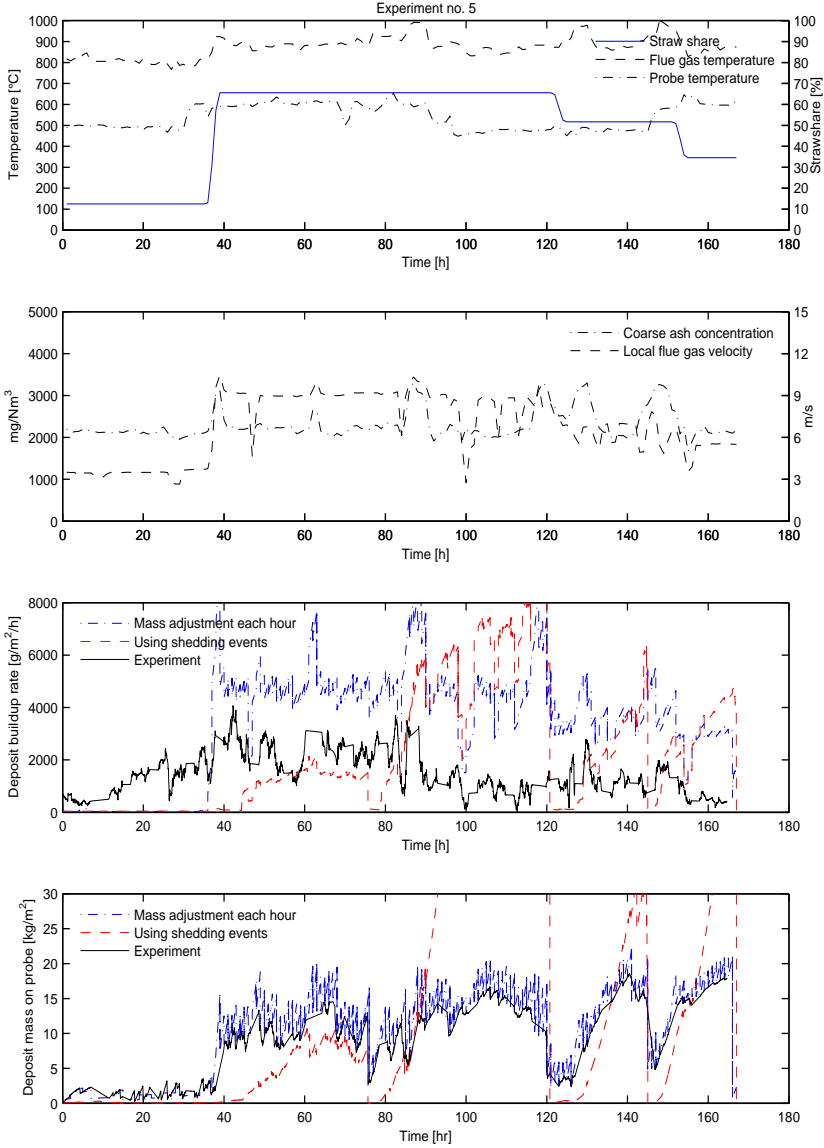 Experiment no. 5
1000 900 800 700 600 500 400 300 200 100 0
Temperature [°C]
100 90 80 70 60 50 40 30 20 10 0
Strawshare [%]
Straw share
Flue gas temperature
Probe temperature
0 20 40 60 80 100 120 140 160 180
Time [h]
5000 4000 3000 2000 1000 0
mg/Nm³
15 12 9 6 3 0
m/s
Coarse ash concentration
Local flue gas velocity
0 20 40 60 80 100 120 140 160 180
Time [h]
8000 6000 4000 2000 0
Deposit buildup rate [g/m²/h]
Mass adjustment each hour
Using shedding events
Experiment
0 20 40 60 80 100 120 140 160 180
Time [h]
30 25 20 15 10 5 0
Deposit mass on probe [kg/m²]
Mass adjustment each hour
Using shedding events
Experiment
0 20 40 60 80 100 120 140 160 180
Time [hr]